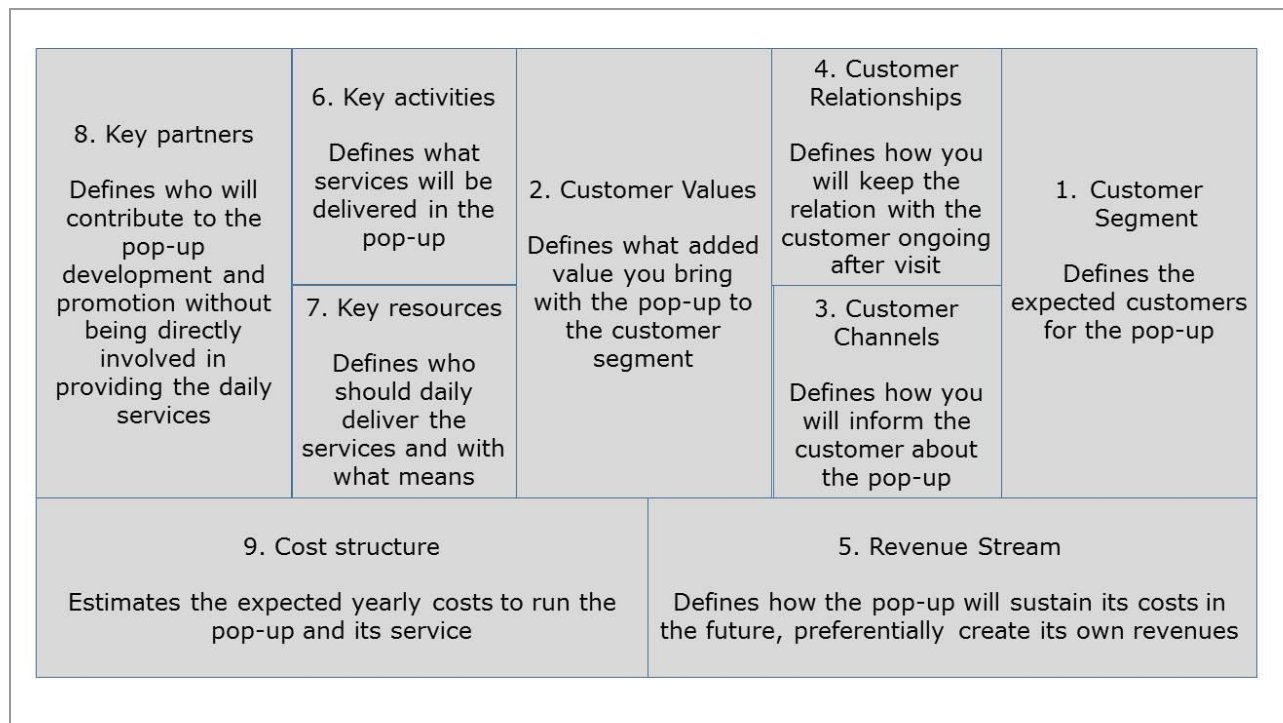 8. Key partners
Defines who will
contribute to the
pop-up
development and
promotion without
being directly
involved in
providing the daily
services
6. Key activities
Defines what
services will be
delivered in the
pop-up
7. Key resources
Defines who
should daily
deliver the
services and with
what means
2. Customer Values
Defines what added
value you bring
with the pop-up to
the customer
segment
4. Customer
Relationships
Defines how you
will keep the
relation with the
customer ongoing
after visit
3. Customer
Channels
Defines how you
will inform the
customer about
the pop-up
1. Customer
Segment
Defines the
expected customers
for the pop-up
9. Cost structure
Estimates the expected yearly costs to run the
pop-up and its service
5. Revenue Stream
Defines how the pop-up will sustain its costs in
the future, preferentially create its own revenues